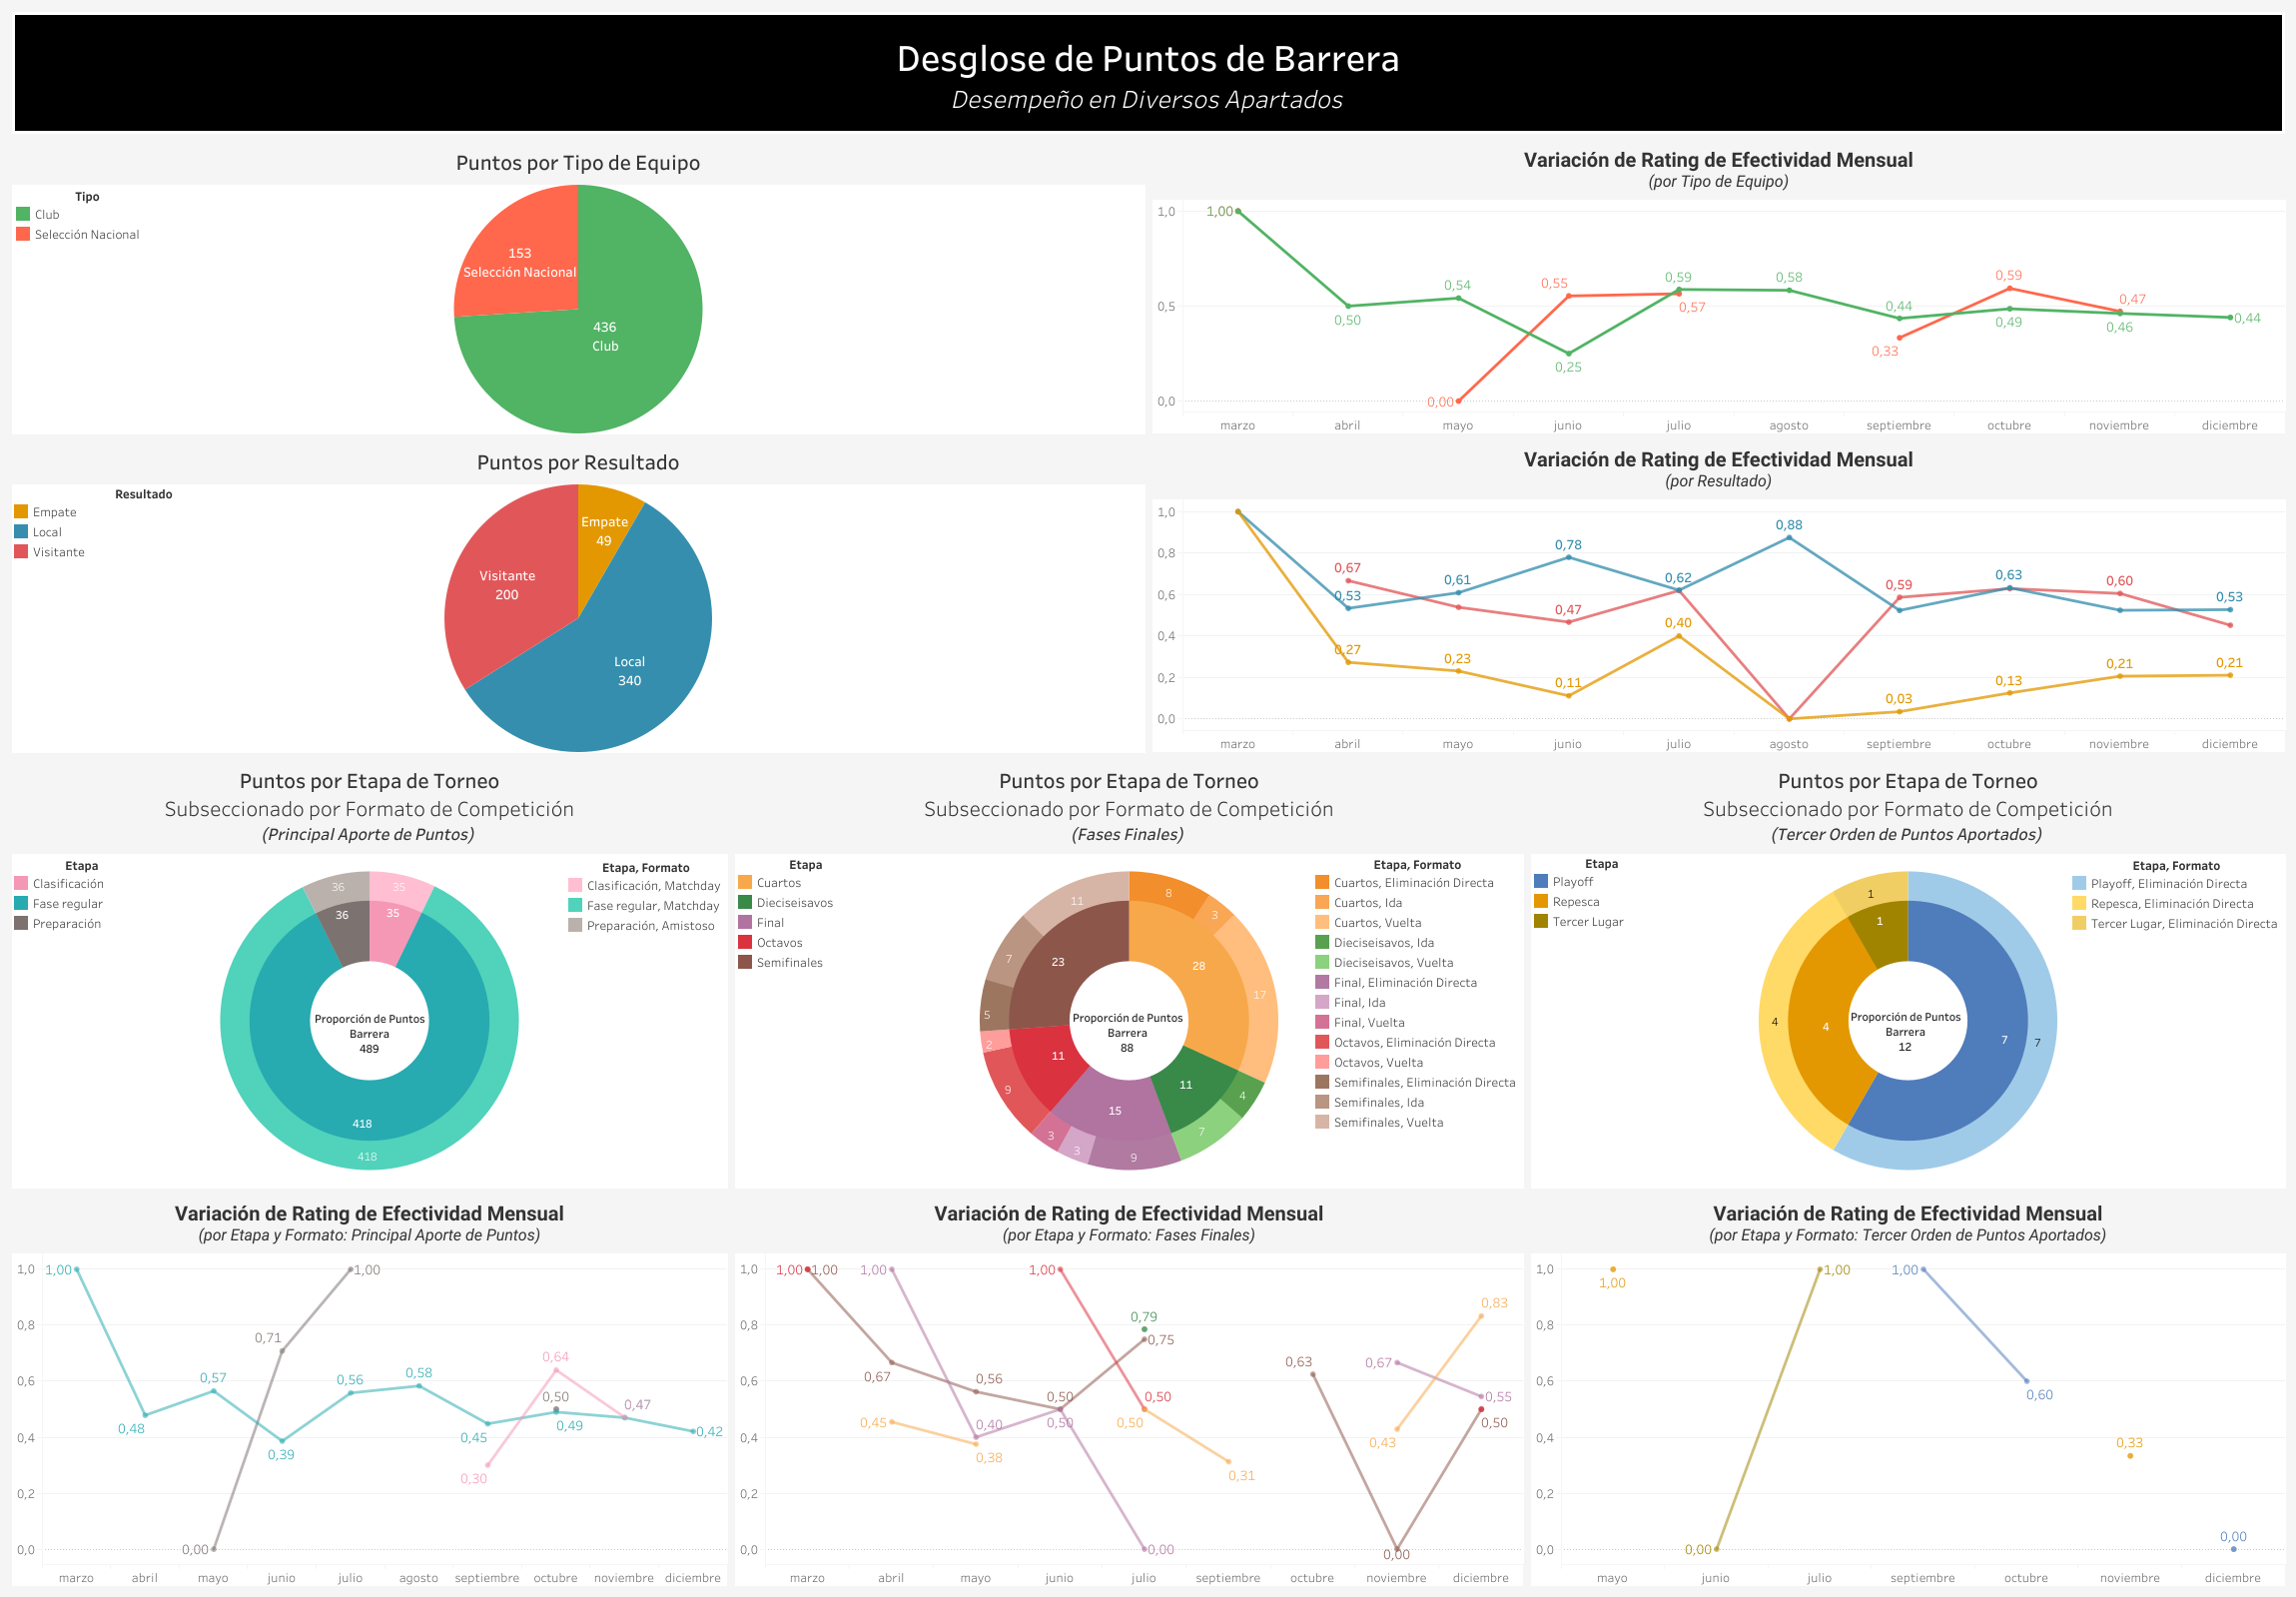 Desglose de Puntos de Barrera
Desempeño en Diversos Apartados
Puntos por Tipo de Equipo
Tipo
Club
Selección Nacional
153
Selección Nacional
436
Club
Variación de Rating de Efectividad Mensual
(por Tipo de Equipo)
1,0
0,5
0,0
1,00
0,50
0,54
0,25
0,59
0,58
0,44
0,49
0,46
0,44
0,00
0,55
0,57
0,33
0,59
0,47
marzo abril mayo junio julio agosto septiembre octubre noviembre diciembre
Puntos por Resultado
Resultado
Empate
Local
Visitante
Empate
49
Visitante
200
Local
340
Variación de Rating de Efectividad Mensual
(por Resultado)
1,0
0,8
0,6
0,4
0,2
0,0
0,67
0,53
0,27
0,61
0,23
0,78
0,47
0,11
0,62
0,40
0,88
0,59
0,03
0,63
0,13
0,60
0,21
0,53
0,21
marzo abril mayo junio julio agosto septiembre octubre noviembre diciembre
Puntos por Etapa de Torneo
Subseccionado por Formato de Competición
(Principal Aporte de Puntos)
Etapa
Clasificación
Fase regular
Preparación
Etapa, Formato
Clasificación, Matchday
Fase regular, Matchday
Preparación, Amistoso
36
35
36
35
Proporción de Puntos
Barrera
489
418
418
Puntos por Etapa de Torneo
Subseccionado por Formato de Competición
(Fases Finales)
Etapa
Cuartos
Dieciseisavos
Final
Octavos
Semifinales
Etapa, Formato
Cuartos, Eliminación Directa
Cuartos, Ida
Cuartos, Vuelta
Dieciseisavos, Ida
Dieciseisavos, Vuelta
Final, Eliminación Directa
Final, Ida
Final, Vuelta
Octavos, Eliminación Directa
Octavos, Vuelta
Semifinales, Eliminación Directa
Semifinales, Ida
Semifinales, Vuelta
8
3
11
7
23
28
17
5
2
11
11
9
4
15
7
3
3
9
Proporción de Puntos
Barrera
88
Puntos por Etapa de Torneo
Subseccionado por Formato de Competición
(Tercer Orden de Puntos Aportados)
Etapa
Playoff
Repesca
Tercer Lugar
Etapa, Formato
Playoff, Eliminación Directa
Repesca, Eliminación Directa
Tercer Lugar, Eliminación Directa
1
1
4
4
7
7
Proporción de Puntos
Barrera
12
Variación de Rating de Efectividad Mensual
(por Etapa y Formato: Principal Aporte de Puntos)
1,0
0,8
0,6
0,4
0,2
0,0
1,00
0,48
0,57
0,00
0,71
0,39
1,00
0,56
0,58
0,45
0,30
0,64
0,50
0,49
0,47
0,42
marzo abril mayo junio julio agosto septiembre octubre noviembre diciembre
Variación de Rating de Efectividad Mensual
(por Etapa y Formato: Fases Finales)
1,0
0,8
0,6
0,4
0,2
0,0
1,00
1,00
1,00
0,67
0,45
0,56
0,40
0,38
1,00
0,50
0,50
0,79
0,75
0,50
0,50
0,00
0,31
0,63
0,67
0,43
0,00
0,83
0,55
0,50
marzo abril mayo junio julio septiembre octubre noviembre diciembre
Variación de Rating de Efectividad Mensual
(por Etapa y Formato: Tercer Orden de Puntos Aportados)
1,0
0,8
0,6
0,4
0,2
0,0
1,00
0,00
1,00
1,00
0,60
0,33
0,00
mayo junio julio septiembre octubre noviembre diciembre